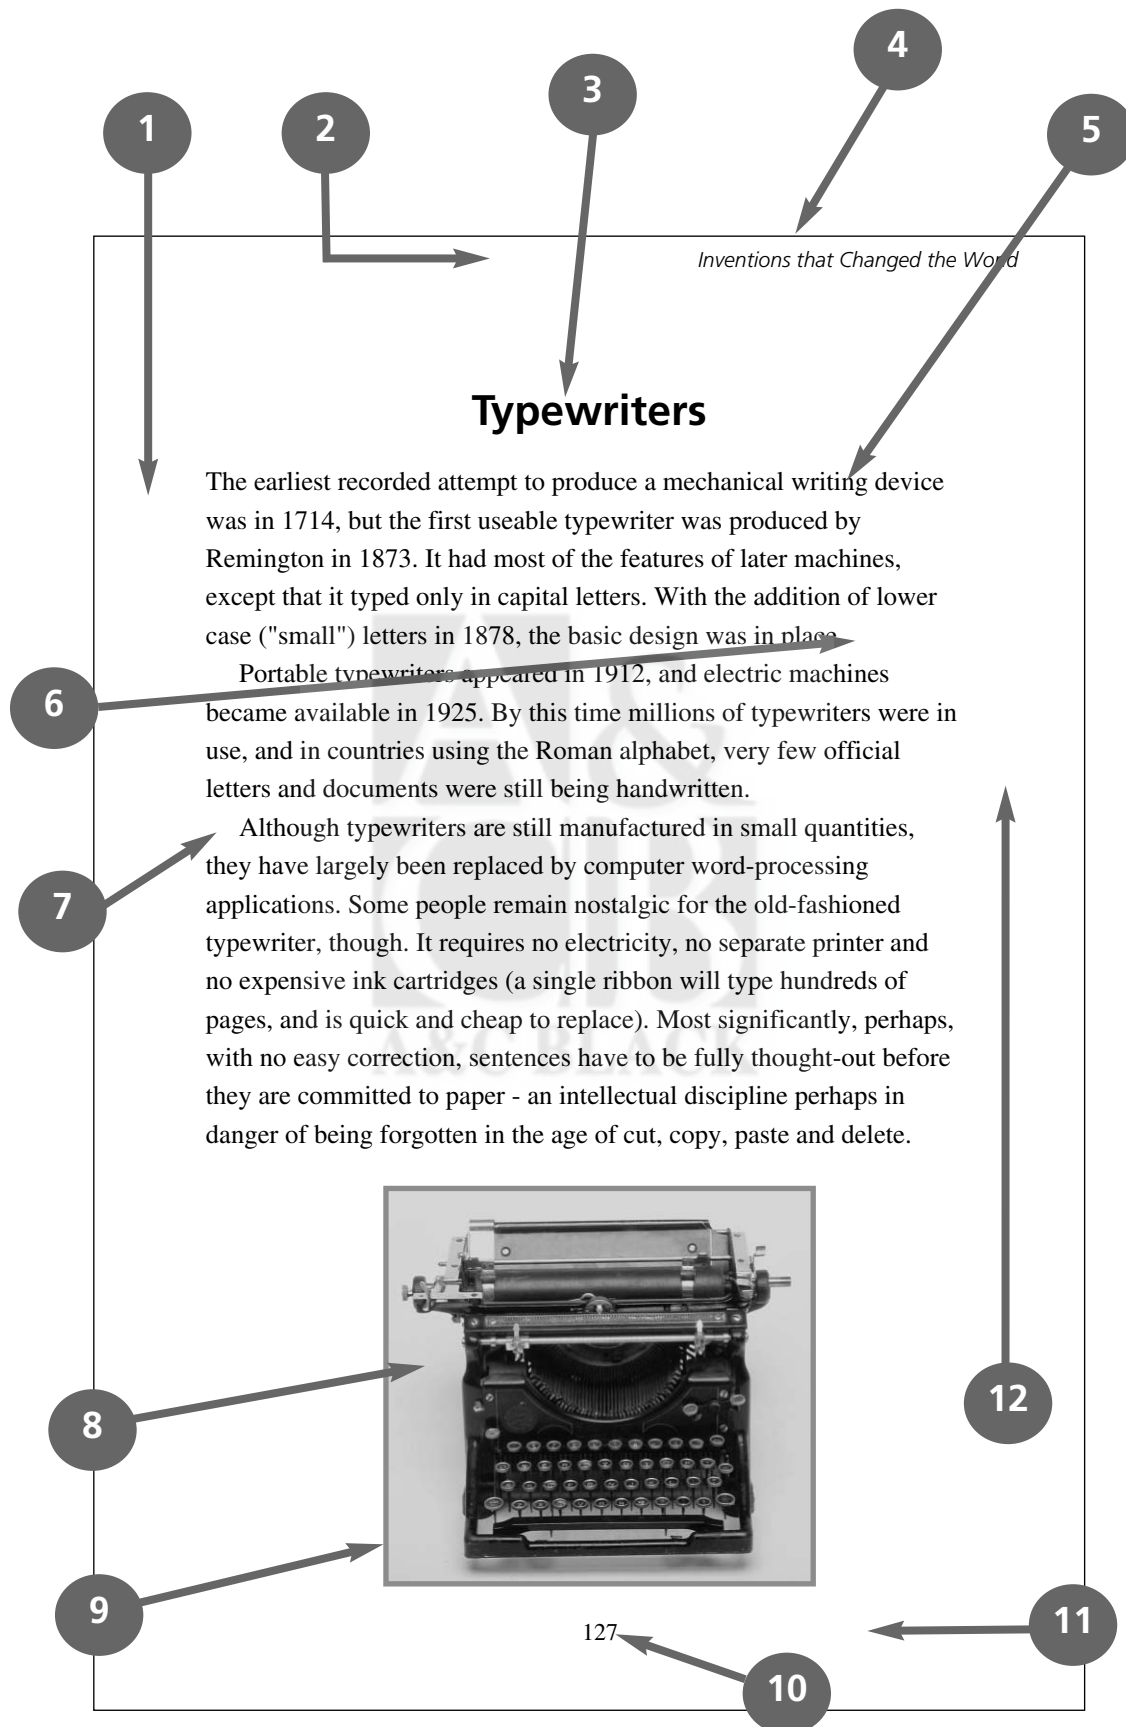 4
3
1
2
5
Inventions that Changed the World
Typewriters
The earliest recorded attempt to produce a mechanical writing device
was in 1714, but the first useable typewriter was produced by
Remington in 1873. It had most of the features of later machines,
except that it typed only in capital letters. With the addition of lower
case ("small") letters in 1878, the basic design was in place.
Portable typewriters appeared in 1912, and electric machines
6
became available in 1925. By this time millions of typewriters were in
use, and in countries using the Roman alphabet, very few official
letters and documents were still being handwritten.
Although typewriters are still manufactured in small quantities,
they have largely been replaced by computer word-processing
7
applications. Some people remain nostalgic for the old-fashioned
typewriter, though. It requires no electricity, no separate printer and
no expensive ink cartridges (a single ribbon will type hundreds of
pages, and is quick and cheap to replace). Most significantly, perhaps,
with no easy correction, sentences have to be fully thought-out before
they are committed to paper - an intellectual discipline perhaps in
danger of being forgotten in the age of cut, copy, paste and delete.
A&
CB
A&C BLACK
12
8
9
127
11
10